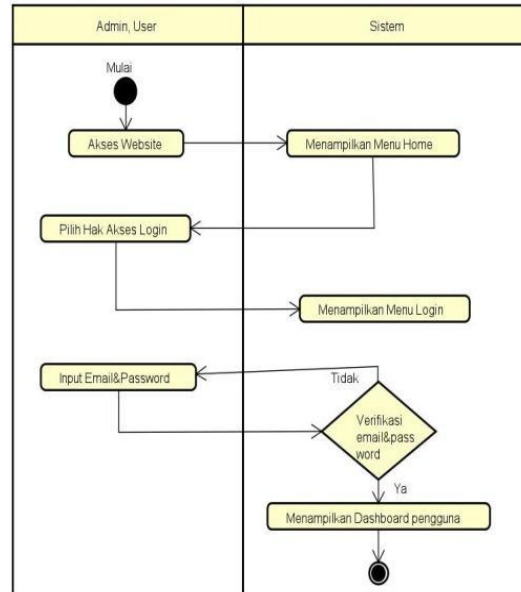 Admin, User
Sistem
Mulai
Akses Website
Menampilkan Menu Home
Pilih Hak Akses Login
Menampilkan Menu Login
Input Email&Password
Tidak
Verifikasi
email&pass
word
Ya
Menampilkan Dashboard pengguna